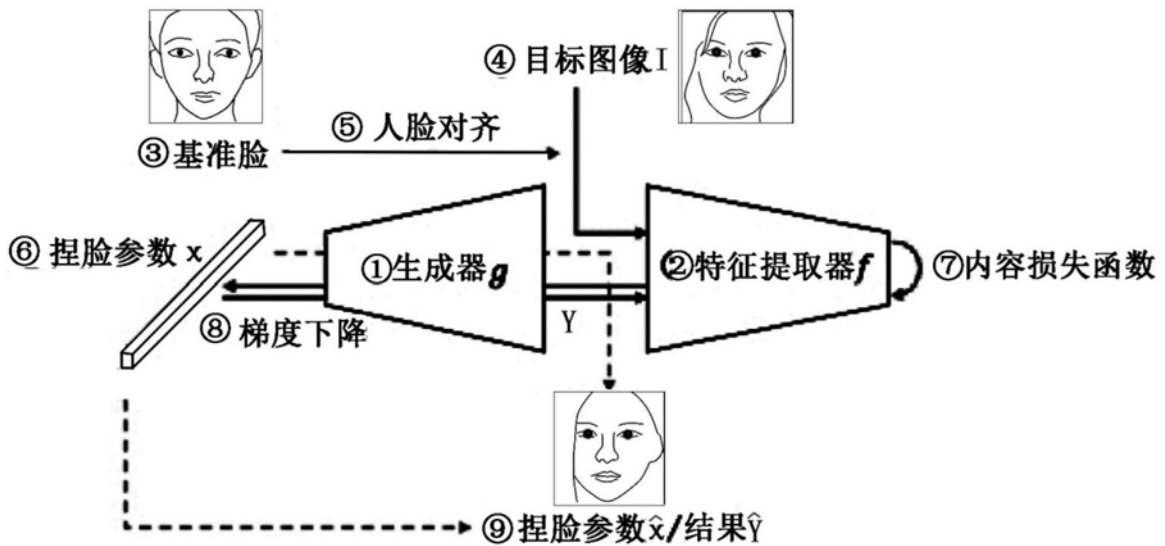 ④目标图像I
⑤人脸对齐
③基准脸
⑥捏脸参数x
①生成器g
②特征提取器f
⑦内容损失函数
⑧梯度下降
Y
⑨捏脸参数x̂/结果Ŷ